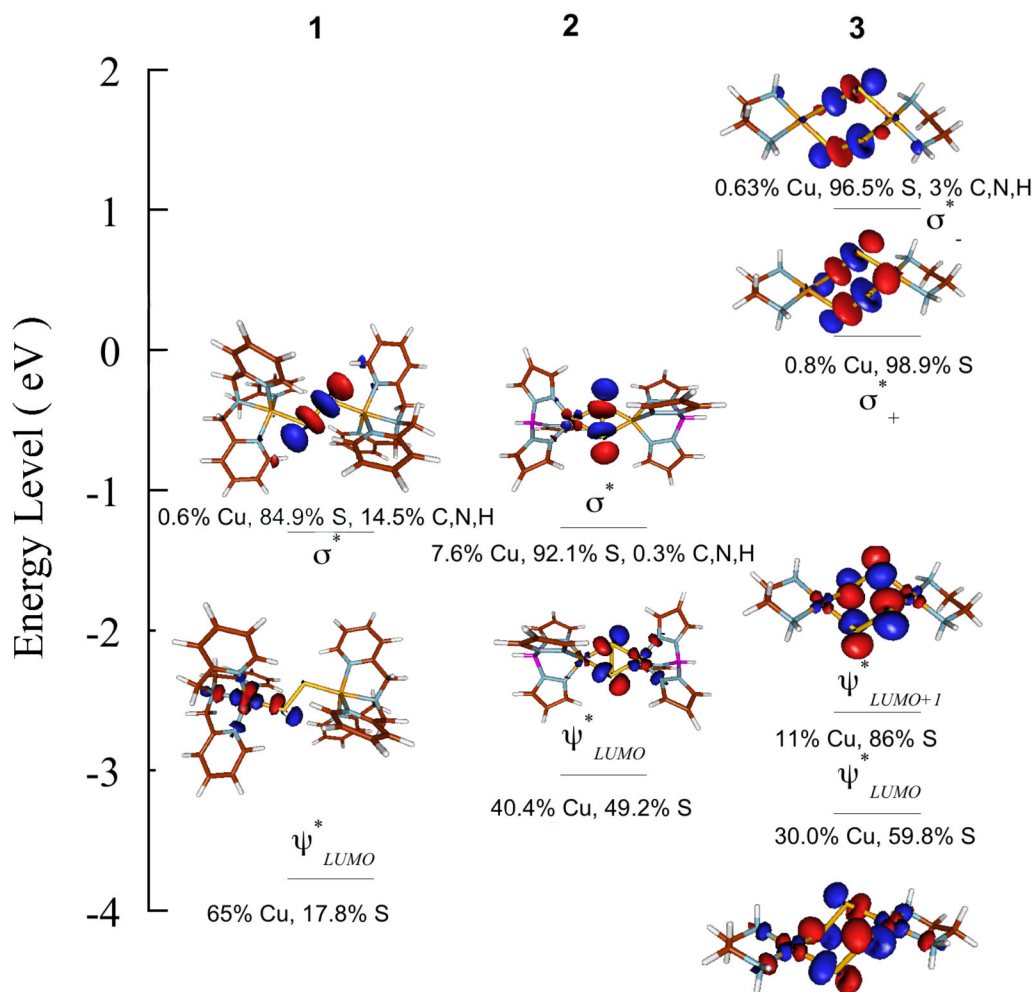 1 2 3
Energy Level ( eV )
2
1
0
-1
-2
-3
-4
0.6% Cu, 84.9% S, 14.5% C,N,H
σ*
ψ*LUMO
65% Cu, 17.8% S
σ*
7.6% Cu, 92.1% S, 0.3% C,N,H
ψ*LUMO
40.4% Cu, 49.2% S
0.63% Cu, 96.5% S, 3% C,N,H
σ*-
0.8% Cu, 98.9% S
σ*+
ψ*LUMO+1
11% Cu, 86% S
ψ*LUMO
30.0% Cu, 59.8% S